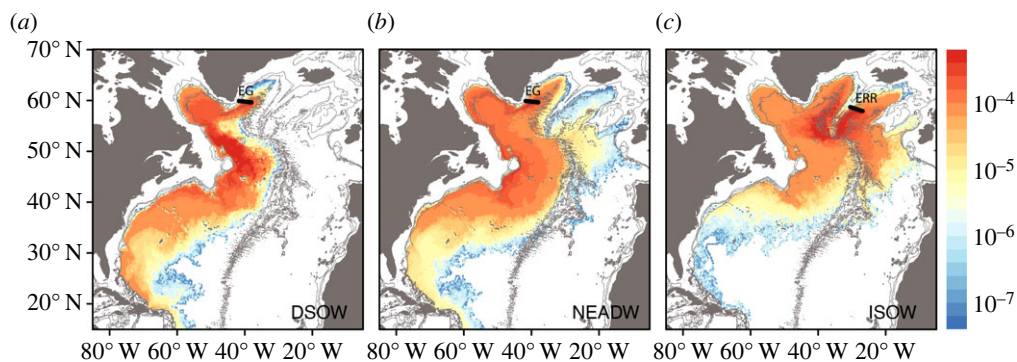 (a) (b) (c)
70° N
60° N
50° N
40° N
30° N
20° N
EG
DSOW
EG
NEADW
ERR
ISOW
10⁻⁴
10⁻⁵
10⁻⁶
10⁻⁷
80° W 60° W 40° W 20° W 80° W 60° W 40° W 20° W 80° W 60° W 40° W 20° W